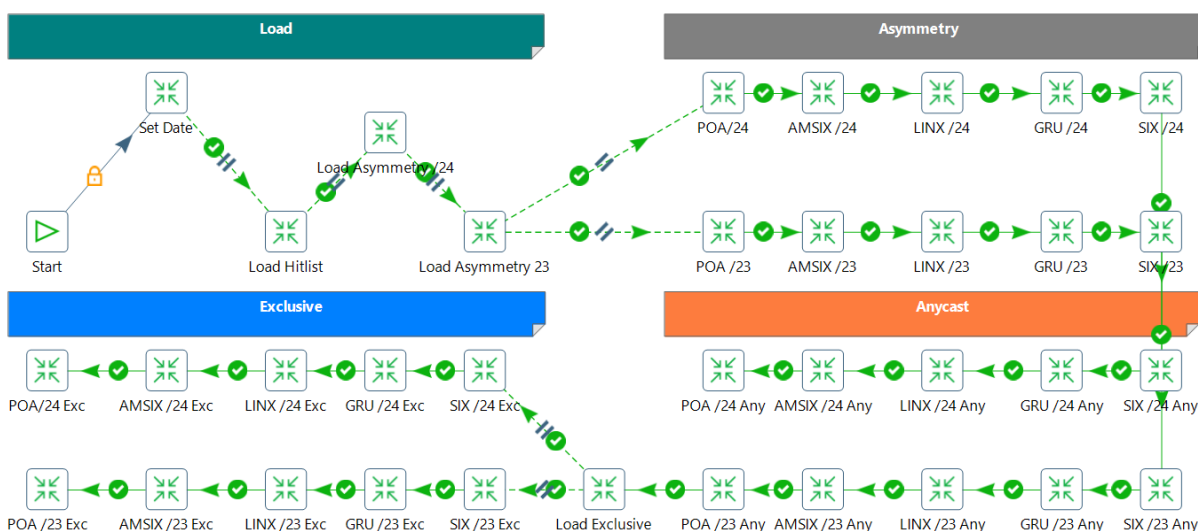 Load
Asymmetry
Set Date
Load Asymmetry /24
POA/24
AMSIX /24
LINX /24
GRU /24
SIX /24
Start
Load Hitlist
Load Asymmetry 23
POA /23
AMSIX /23
LINX /23
GRU /23
SIX /23
Exclusive
Anycast
POA/24 Exc
AMSIX /24 Exc
LINX /24 Exc
GRU /24 Exc
SIX /24 Exc
POA /24 Any
AMSIX /24 Any
LINX /24 Any
GRU /24 Any
SIX /24 Any
POA /23 Exc
AMSIX /23 Exc
LINX /23 Exc
GRU /23 Exc
SIX /23 Exc
Load Exclusive
POA /23 Any
AMSIX /23 Any
LINX /23 Any
GRU /23 Any
SIX /23 Any